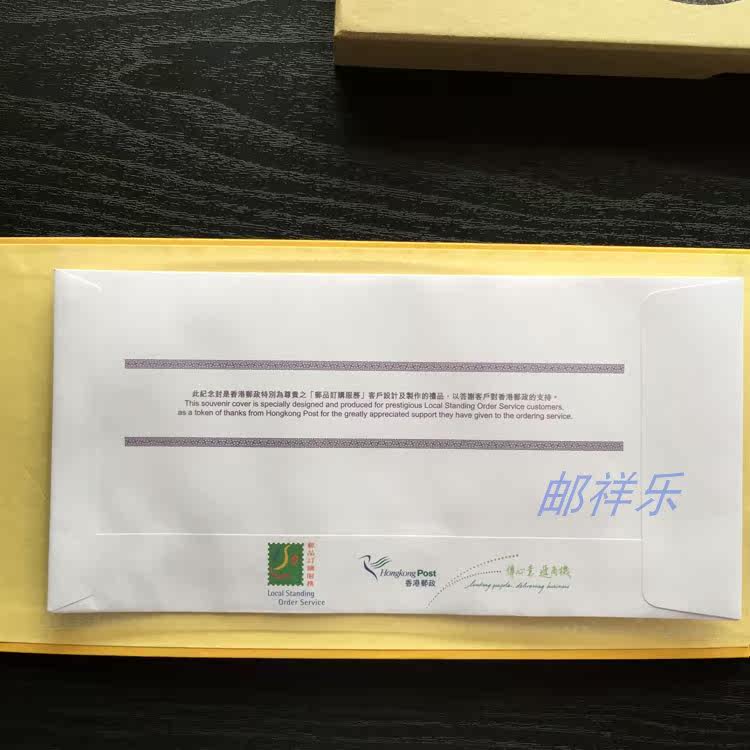 此紀念封是香港郵政特別為尊貴之「郵品訂購服務」客戶設計及製作的禮品，以答謝客戶對香港郵政的支持。
This souvenir cover is specially designed and produced for prestigious Local Standing Order Service customers,
as a token of thanks from Hongkong Post for the greatly appreciated support they have given to the ordering service.
邮祥乐
郵品訂購服務
Local Standing
Order Service
Hongkong Post
香港郵政
傳心意 遞商機
Linking people, delivering business